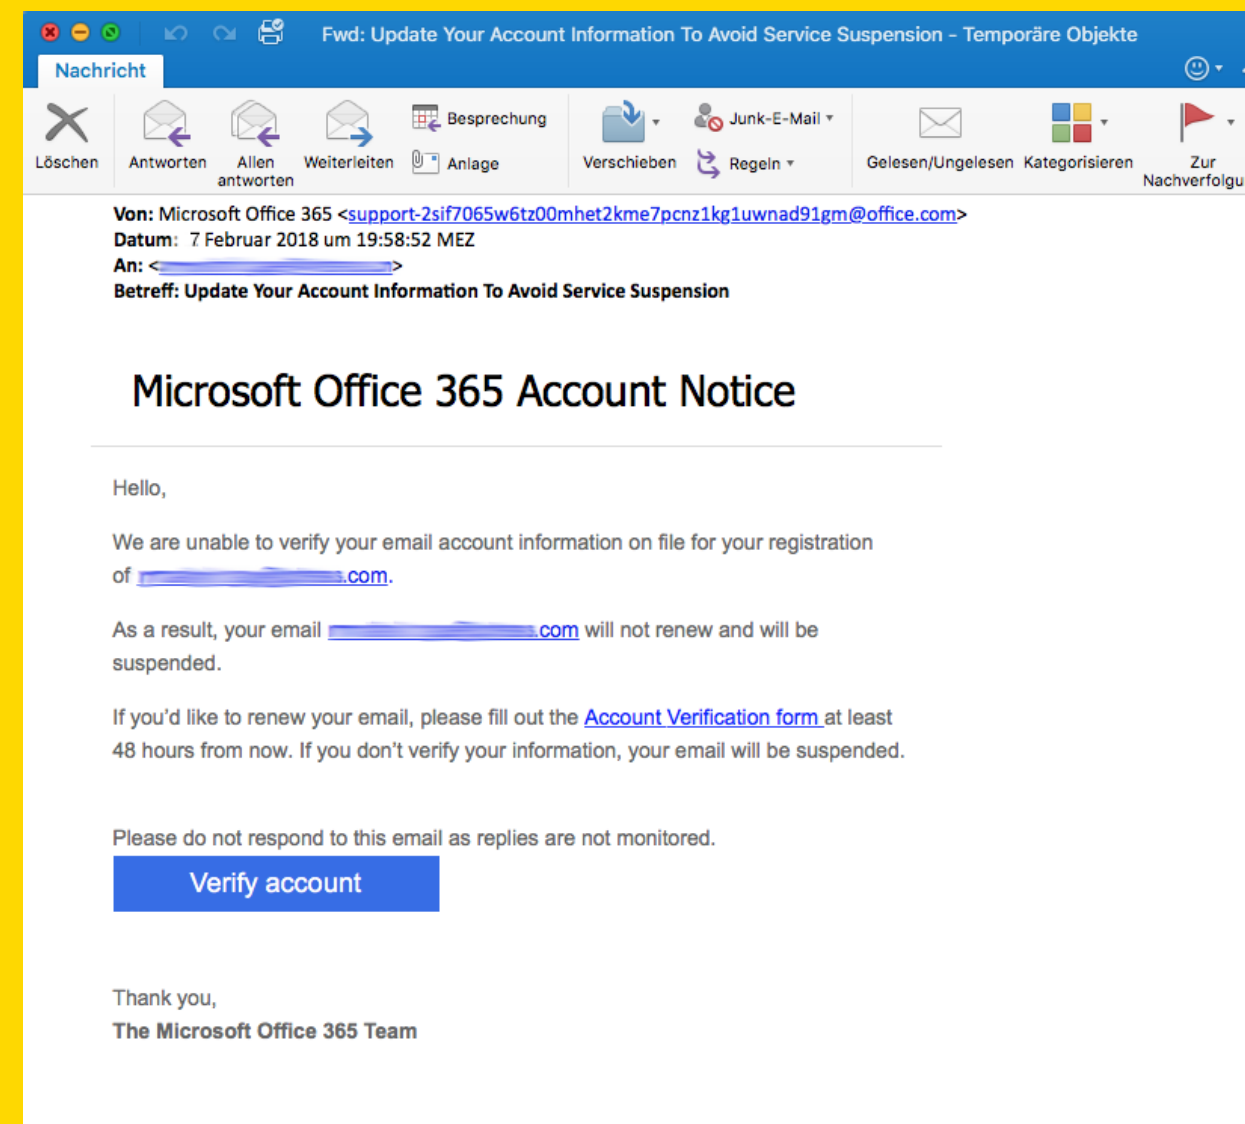 Fwd: Update Your Account Information To Avoid Service Suspension - Temporäre Objekte
Nachricht
Löschen
Antworten
Allen
antworten
Weiterleiten
Besprechung
Anlage
Verschieben
Junk-E-Mail
Regeln
Gelesen/Ungelesen
Kategorisieren
Zur
Nachverfolgu
Von: Microsoft Office 365 <support-2sif7065w6tz00mhet2kme7pcnz1kg1uwnad91gm@office.com>
Datum: 7 Februar 2018 um 19:58:52 MEZ
An: < >
Betreff: Update Your Account Information To Avoid Service Suspension
Microsoft Office 365 Account Notice
Hello,
We are unable to verify your email account information on file for your registration
of .com.
As a result, your email .com will not renew and will be
suspended.
If you’d like to renew your email, please fill out the Account Verification form at least
48 hours from now. If you don’t verify your information, your email will be suspended.
Please do not respond to this email as replies are not monitored.
Verify account
Thank you,
The Microsoft Office 365 Team